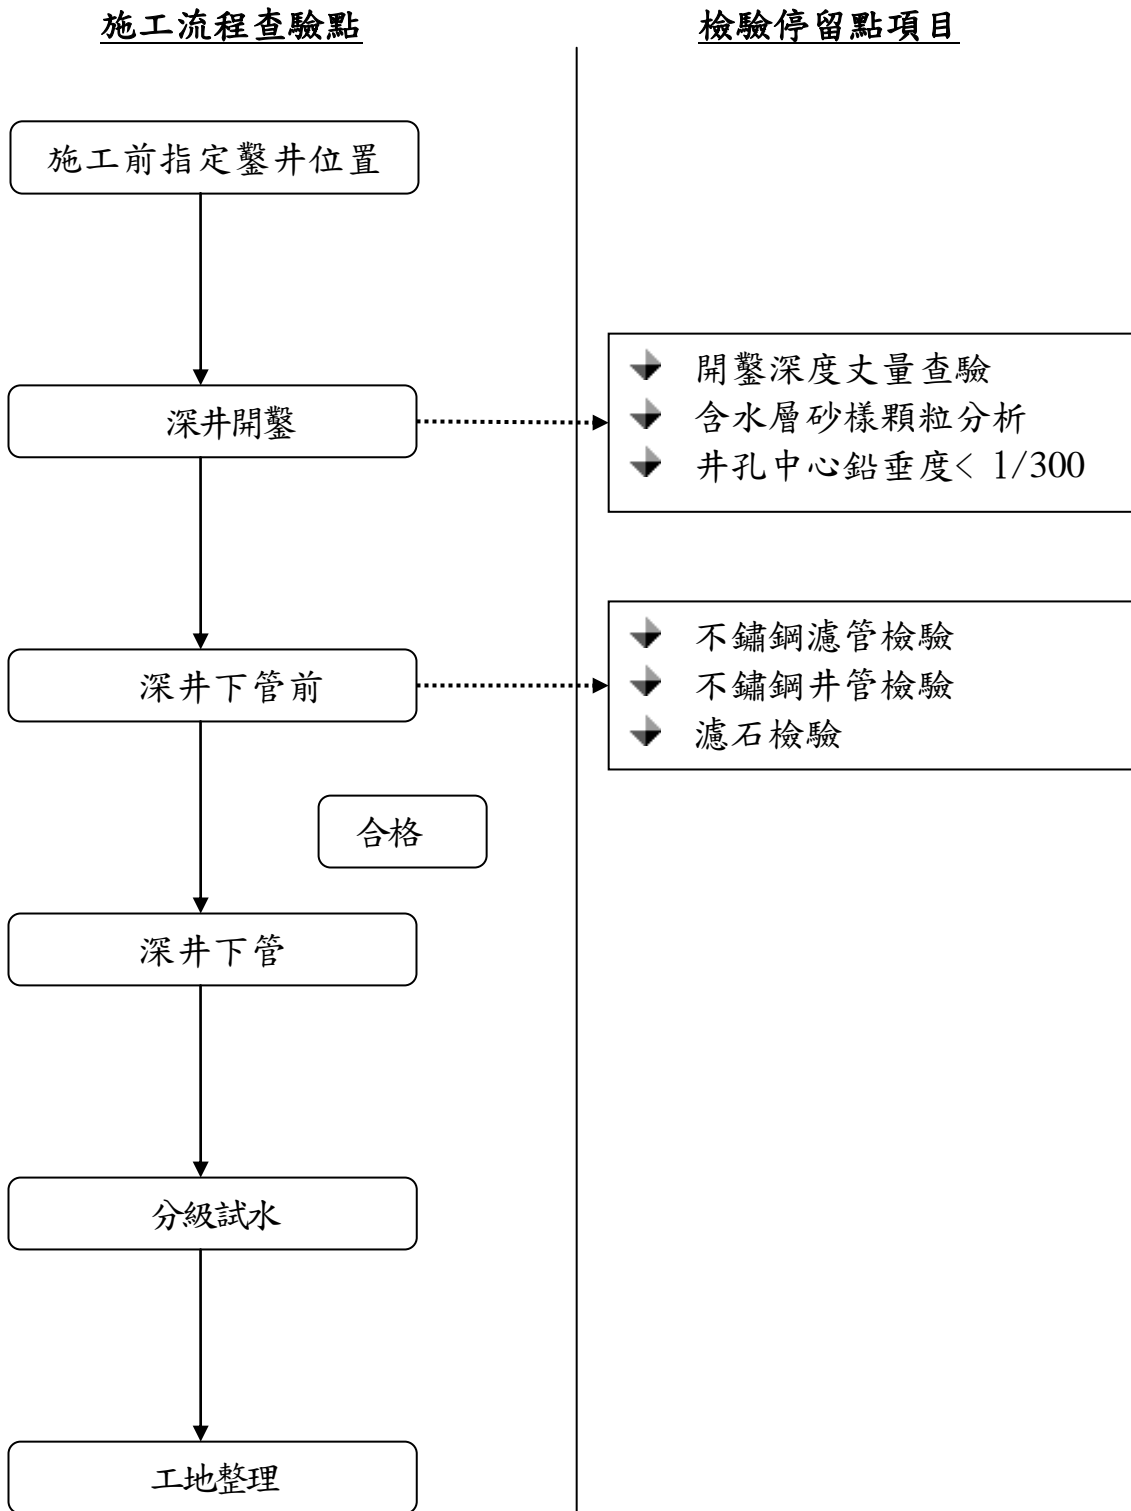 施工流程查驗點
檢驗停留點項目
施工前指定鑿井位置
深井開鑿
開鑿深度丈量查驗
含水層砂樣顆粒分析
井孔中心鉛垂度< 1/300
深井下管前
不鏽鋼濾管檢驗
不鏽鋼井管檢驗
濾石檢驗
合格
深井下管
分級試水
工地整理